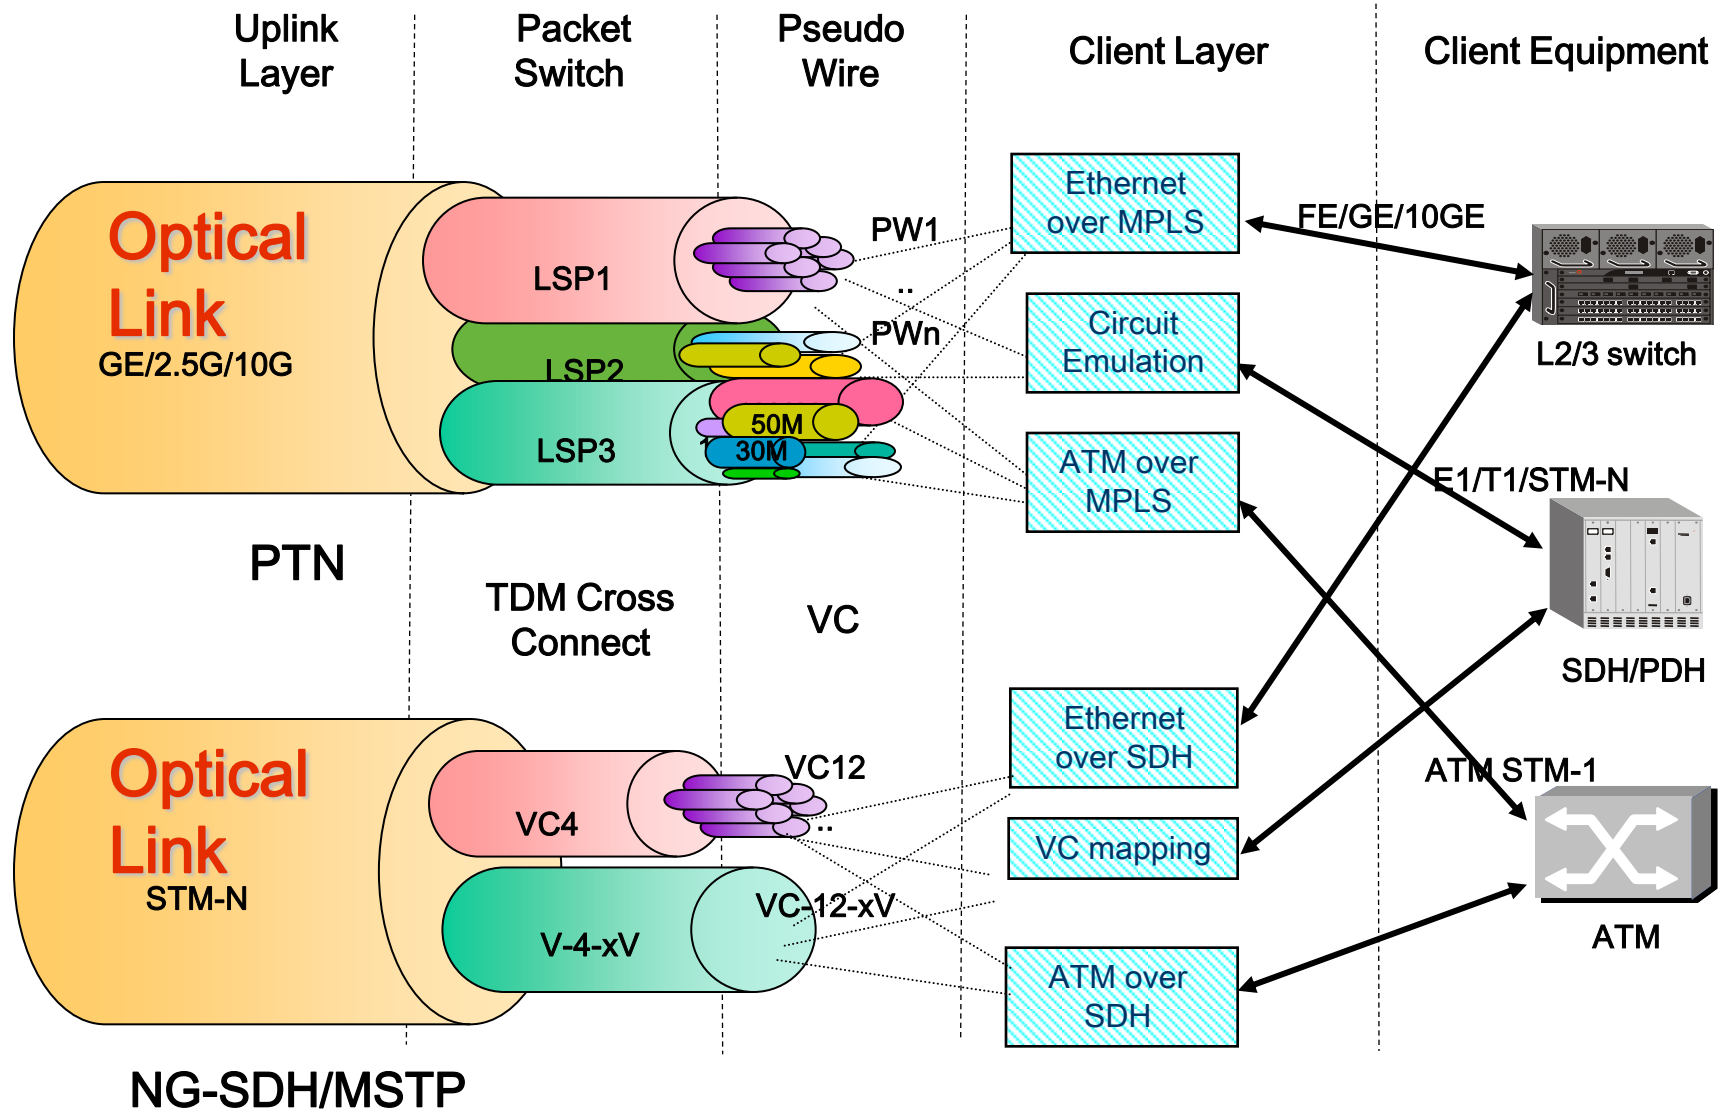 Uplink
Layer
Packet
Switch
Pseudo
Wire
Client Layer
Client Equipment
Optical
Link
GE/2.5G/10G
LSP1
LSP2
LSP3
50M
30M
PW1
..
PWn
Ethernet
over MPLS
Circuit
Emulation
ATM over
MPLS
FE/GE/10GE
L2/3 switch
E1/T1/STM-N
SDH/PDH
PTN
TDM Cross
Connect
VC
Optical
Link
STM-N
VC4
V-4-xV
VC12
..
VC-12-xV
Ethernet
over SDH
VC mapping
ATM over
SDH
ATM STM-1
ATM
NG-SDH/MSTP